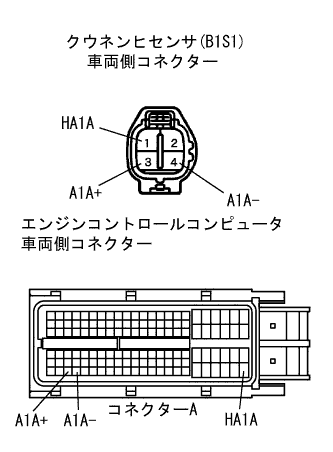 クウネンヒセンサ(B1S1)
車両側コネクター
HA1A
1 2
3 4
A1A+
A1A-
エンジンコントロールコンピュータ
車両側コネクター
コネクターA
A1A+ A1A- HA1A